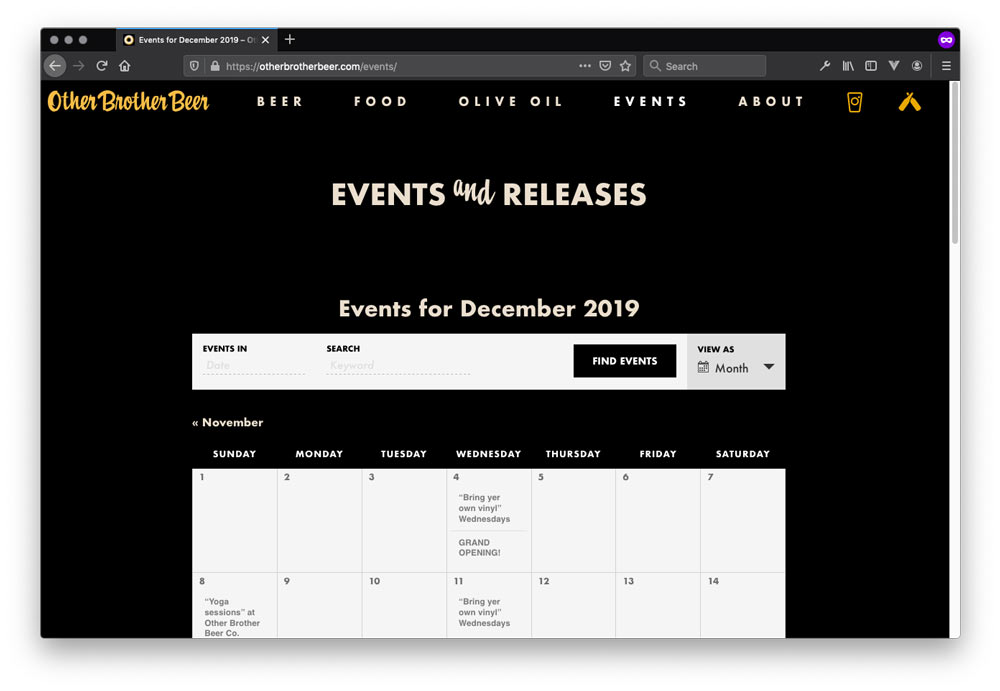 Events for December 2019 – O
https://otherbrotherbeer.com/events/
Search
Other Brother Beer
BEER FOOD OLIVE OIL EVENTS ABOUT
EVENTS and RELEASES
Events for December 2019
EVENTS IN SEARCH VIEW AS
Date Keyword FIND EVENTS Month
« November
SUNDAY MONDAY TUESDAY WEDNESDAY THURSDAY FRIDAY SATURDAY
1 2 3 4 5 6 7
“Bring yer
own vinyl”
Wednesdays
GRAND
OPENING!
8 9 10 11 12 13 14
“Yoga
sessions” at
Other Brother
Beer Co.
“Bring yer
own vinyl”
Wednesdays